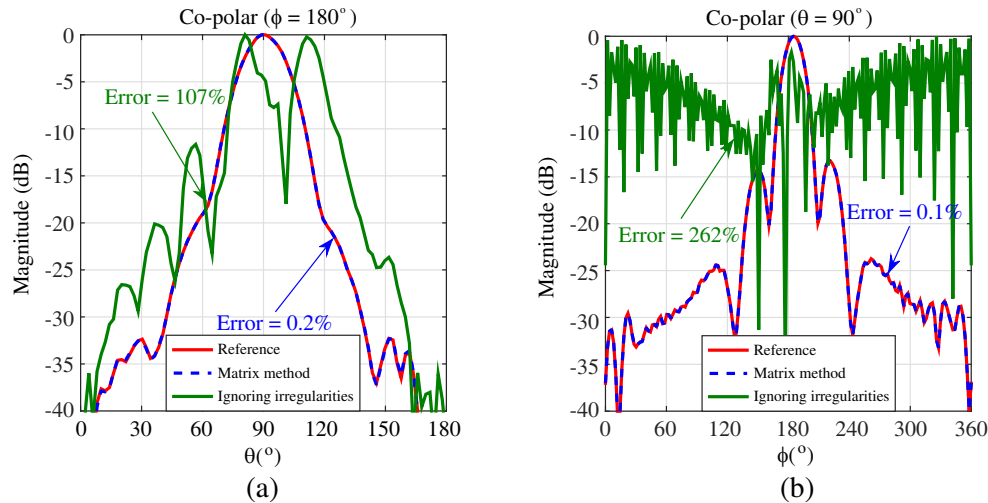 Co-polar (ϕ = 180°)
0
-5
-10
-15
-20
-25
-30
-35
-40
Magnitude (dB)
Error = 107%
Error = 0.2%
Reference
Matrix method
Ignoring irregularities
0 30 60 90 120 150 180
θ(°)
(a)
Co-polar (θ = 90°)
0
-5
-10
-15
-20
-25
-30
-35
-40
Magnitude (dB)
Error = 262%
Error = 0.1%
Reference
Matrix method
Ignoring irregularities
0 60 120 180 240 300 360
ϕ(°)
(b)